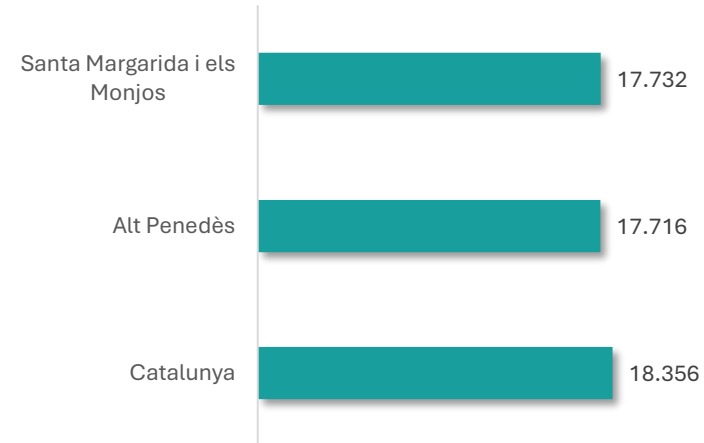 Santa Margarida i els
Monjos
17.732
Alt Penedès
17.716
Catalunya
18.356